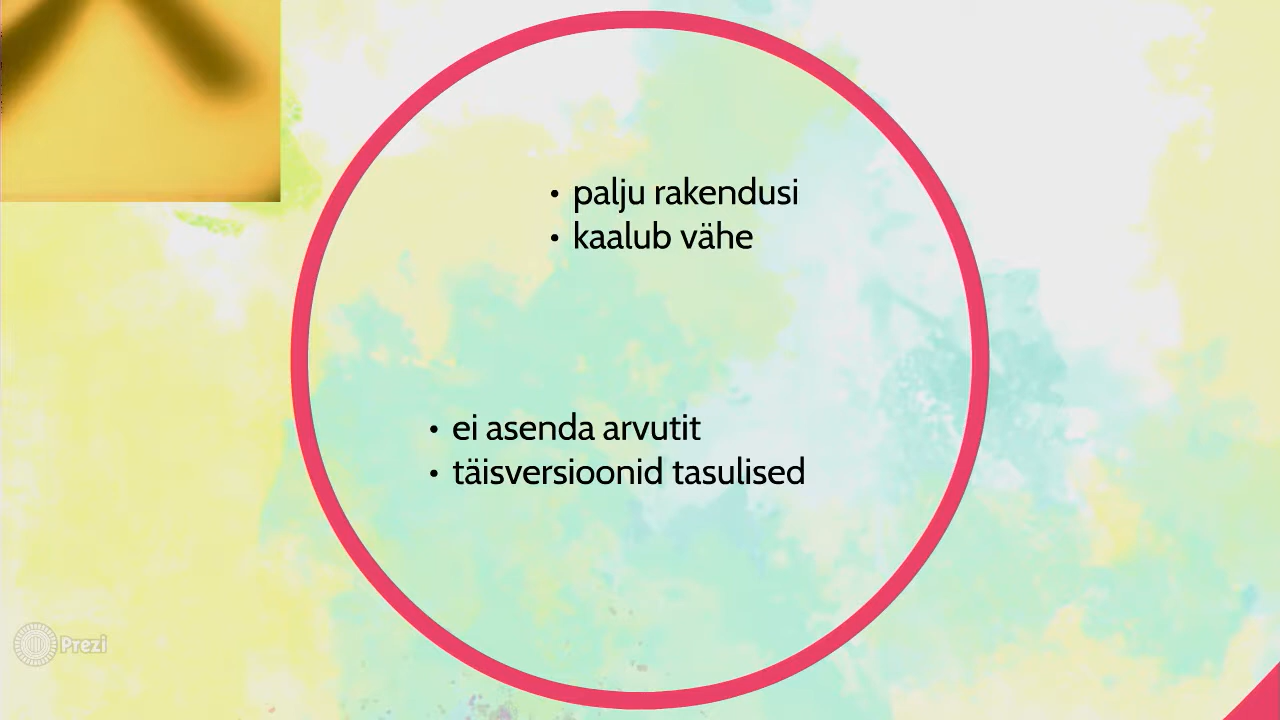 • palju rakendusi
• kaalub vähe
• ei asenda arvutit
• täisversioonid tasulised
Prezi